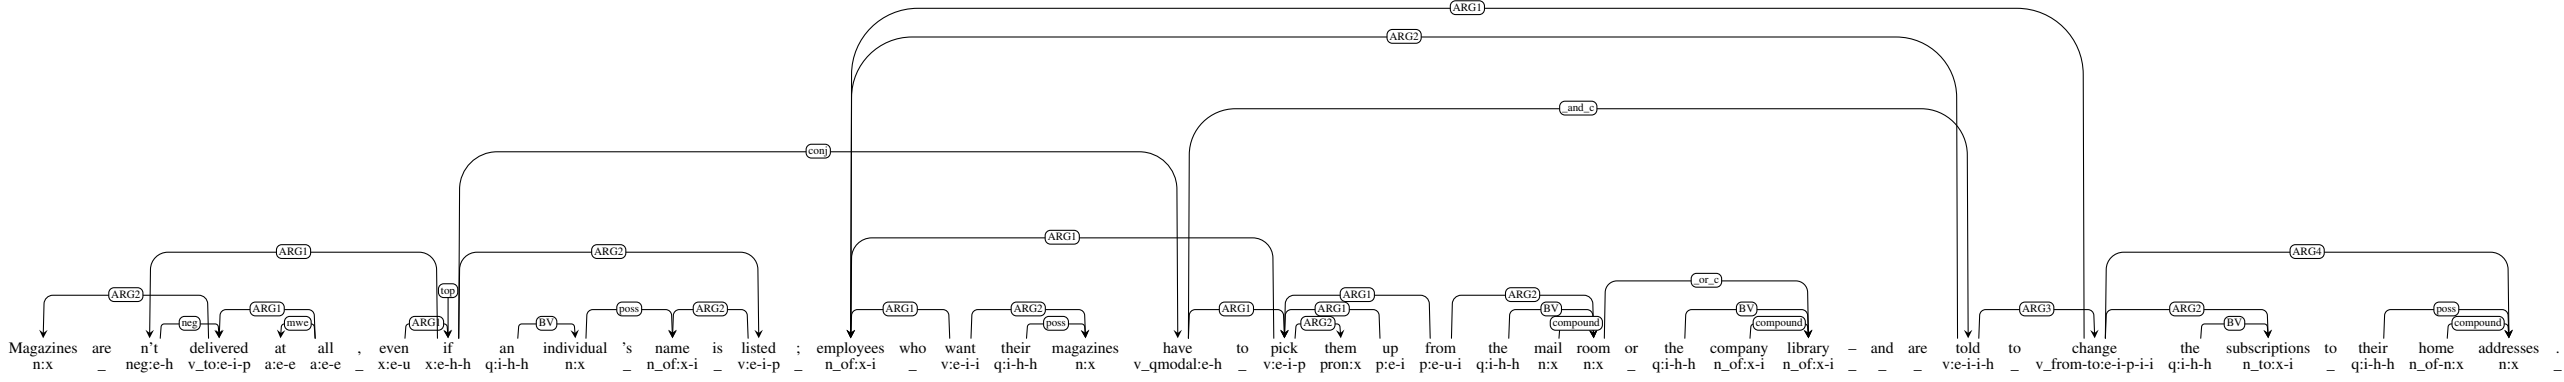 ARG1
ARG2
_and_c
conj
ARG1
ARG1 ARG2 ARG4
_or_c
top
ARG2 ARG1 ARG2
ARG1 poss ARG2 ARG1 ARG2 ARG1 ARG1 BV BV ARG3 ARG2 poss
neg mwe ARG1 BV poss ARG2 compound compound BV compound
Magazines are n't delivered at all , even if an individual 's name is listed ; employees who want their magazines have to pick them up from the mail room or the company library – and are told to change the subscriptions to their home addresses .
n:x _ neg:e-h v_to:e-i-p a:e-e a:e-e _ x:e-u x:e-h-h q:i-h-h n:x _ n_of:x-i _ v:e-i-p _ n_of:x-i _ v:e-i-i q:i-h-h n:x v_qmodal:e-h _ v:e-i-p pron:x p:e-i p:e-u-i q:i-h-h n:x n:x _ q:i-h-h n_of:x-i n_of:x-i _ _ _ v:e-i-i-h _ v_from-to:e-i-p-i-i q:i-h-h n_to:x-i _ q:i-h-h n_of-n:x n:x _